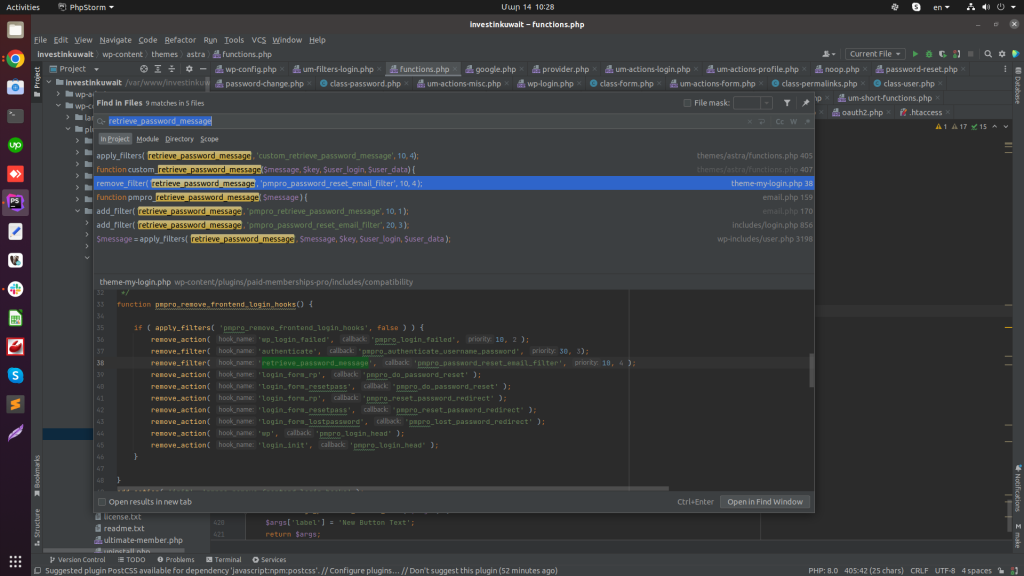 Activities
PhpStorm
Մար 14 10:28
en
investinkuwait – functions.php
File Edit View Navigate Code Refactor Run Tools VCS Window Help
investinkuwait wp-content themes astra functions.php
Current File
Project
wp-config.php um-filters-login.php functions.php google.php provider.php um-actions-login.php um-actions-profile.php noop.php password-reset.php
investinkuwait /var/www/investinkuw
password-change.php class-password.php um-actions-misc.php wp-login.php class-form.php um-actions-form.php class-permalinks.php class-user.php
um-short-functions.php
oauth2.php .htaccess
1 17 15
Project
Database
Find in Files 9 matches in 5 files
File mask:
retrieve_password_message
Cc W
In Project Module Directory Scope
apply_filters( 'retrieve_password_message', 'custom_retrieve_password_message', 10, 4); themes/astra/functions.php 405
function custom_retrieve_password_message($message, $key, $user_login, $user_data) { themes/astra/functions.php 407
remove_filter( 'retrieve_password_message', 'pmpro_password_reset_email_filter', 10, 4 ); theme-my-login.php 38
function pmpro_retrieve_password_message( $message ) { email.php 159
add_filter( 'retrieve_password_message', 'pmpro_retrieve_password_message', 10, 1 ); email.php 170
add_filter( 'retrieve_password_message', 'pmpro_password_reset_email_filter', 20, 3 ); includes/login.php 856
$message = apply_filters( 'retrieve_password_message', $message, $key, $user_login, $user_data ); wp-includes/user.php 3198
theme-my-login.php wp-content/plugins/paid-memberships-pro/includes/compatibility
32 */
33 function pmpro_remove_frontend_login_hooks() {
34
35 if ( apply_filters( 'pmpro_remove_frontend_login_hooks', false ) ) {
36 remove_action( hook_name: 'wp_login_failed', callback: 'pmpro_login_failed', priority: 10, 2 );
37 remove_filter( hook_name: 'authenticate', callback: 'pmpro_authenticate_username_password', priority: 30, 3);
38 remove_filter( hook_name: 'retrieve_password_message', callback: 'pmpro_password_reset_email_filter', priority: 10, 4 );
39 remove_action( hook_name: 'login_form_rp', callback: 'pmpro_do_password_reset' );
40 remove_action( hook_name: 'login_form_resetpass', callback: 'pmpro_do_password_reset' );
41 remove_action( hook_name: 'login_form_rp', callback: 'pmpro_reset_password_redirect' );
42 remove_action( hook_name: 'login_form_resetpass', callback: 'pmpro_reset_password_redirect' );
43 remove_action( hook_name: 'login_form_lostpassword', callback: 'pmpro_lost_password_redirect' );
44 remove_action( hook_name: 'wp', callback: 'pmpro_login_head' );
45 remove_action( hook_name: 'login_init', callback: 'pmpro_login_head' );
46 }
47
48 }
Open results in new tab
Ctrl+Enter Open in Find Window
Bookmarks
Structure
Notifications
make
license.txt
readme.txt
ultimate-member.php
uninstall.php
420 $args['label'] = 'New Button Text';
421 return $args;
Version Control TODO Problems Terminal Services
Suggested plugin PostCSS available for dependency 'javascript:npm:postcss'. // Configure plugins... // Don't suggest this plugin (52 minutes ago)
PHP: 8.0 405:42 (25 chars) CRLF UTF-8 4 spaces